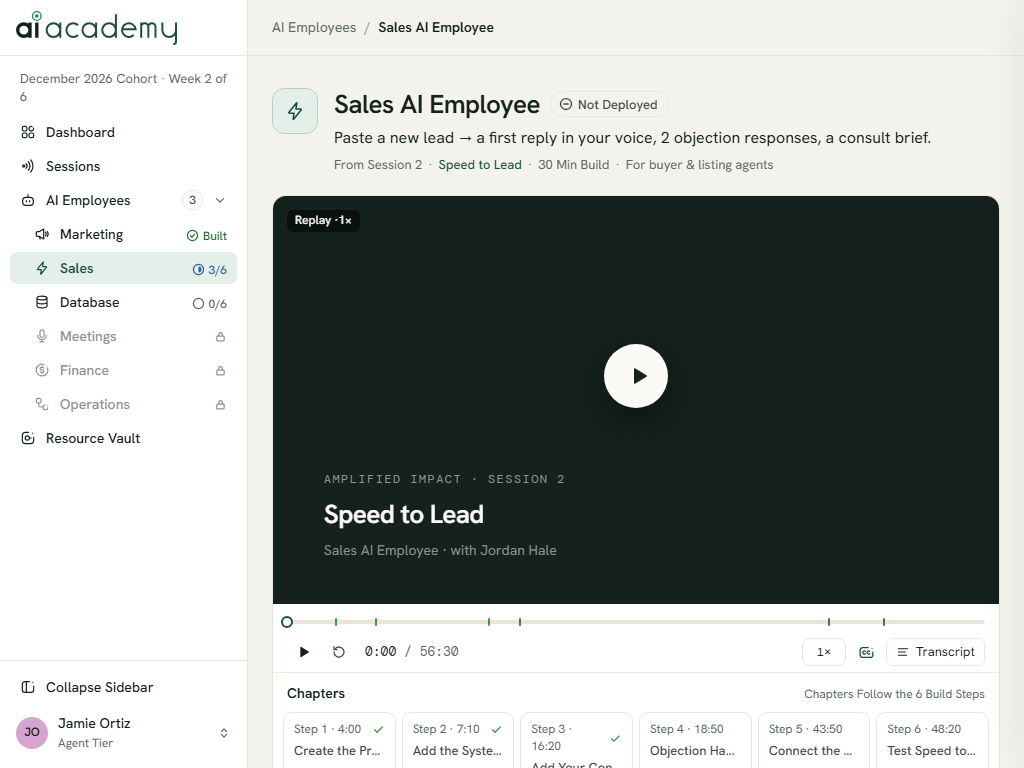 ai academy
December 2026 Cohort · Week 2 of
6
Dashboard
Sessions
AI Employees 3
Marketing Built
Sales 3/6
Database 0/6
Meetings
Finance
Operations
Resource Vault
Collapse Sidebar
JO
Jamie Ortiz
Agent Tier
AI Employees / Sales AI Employee
Sales AI Employee Not Deployed
Paste a new lead → a first reply in your voice, 2 objection responses, a consult brief.
From Session 2 · Speed to Lead · 30 Min Build · For buyer & listing agents
Replay ·1×
AMPLIFIED IMPACT · SESSION 2
Speed to Lead
Sales AI Employee · with Jordan Hale
0:00 / 56:30
1×
CC
Transcript
Chapters
Chapters Follow the 6 Build Steps
Step 1 · 4:00
Create the Pr...
Step 2 · 7:10
Add the Syste...
Step 3 ·
16:20
Add Your Con...
Step 4 · 18:50
Objection Ha...
Step 5 · 43:50
Connect the ...
Step 6 · 48:20
Test Speed to...